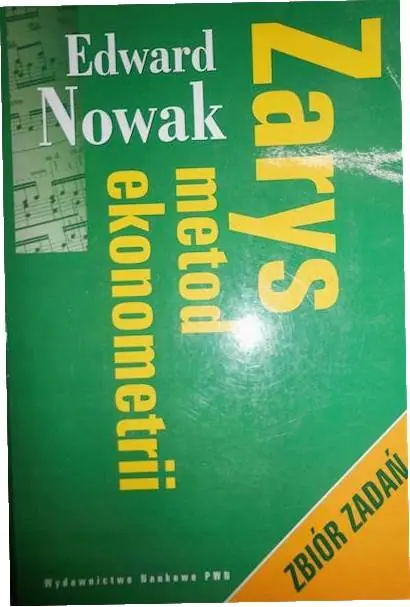 Edward
Nowak
Zarys
metod
ekonometrii
ZBIÓR ZADAŃ
Wydawnictwo Naukowe PWN